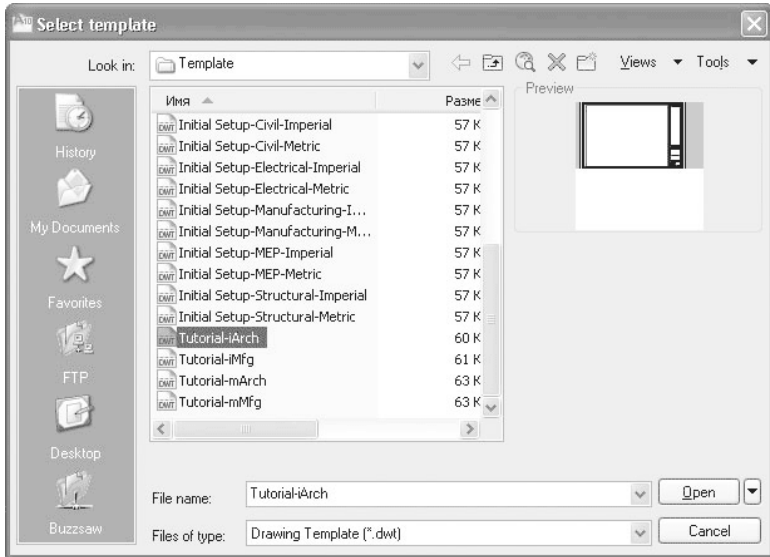 Select template
Look in: Template Views Tools
Имя Разме Preview
Initial Setup-Civil-Imperial 57 К
Initial Setup-Civil-Metric 57 К
Initial Setup-Electrical-Imperial 57 К
Initial Setup-Electrical-Metric 57 К
Initial Setup-Manufacturing-I... 57 К
Initial Setup-Manufacturing-M... 57 К
Initial Setup-MEP-Imperial 57 К
Initial Setup-MEP-Metric 57 К
Initial Setup-Structural-Imperial 57 К
Initial Setup-Structural-Metric 57 К
Tutorial-iArch 60 К
Tutorial-iMfg 61 К
Tutorial-mArch 63 К
Tutorial-mMfg 63 К
History
My Documents
Favorites
FTP
Desktop
Buzzsaw
File name: Tutorial-iArch Open
Files of type: Drawing Template (*.dwt) Cancel